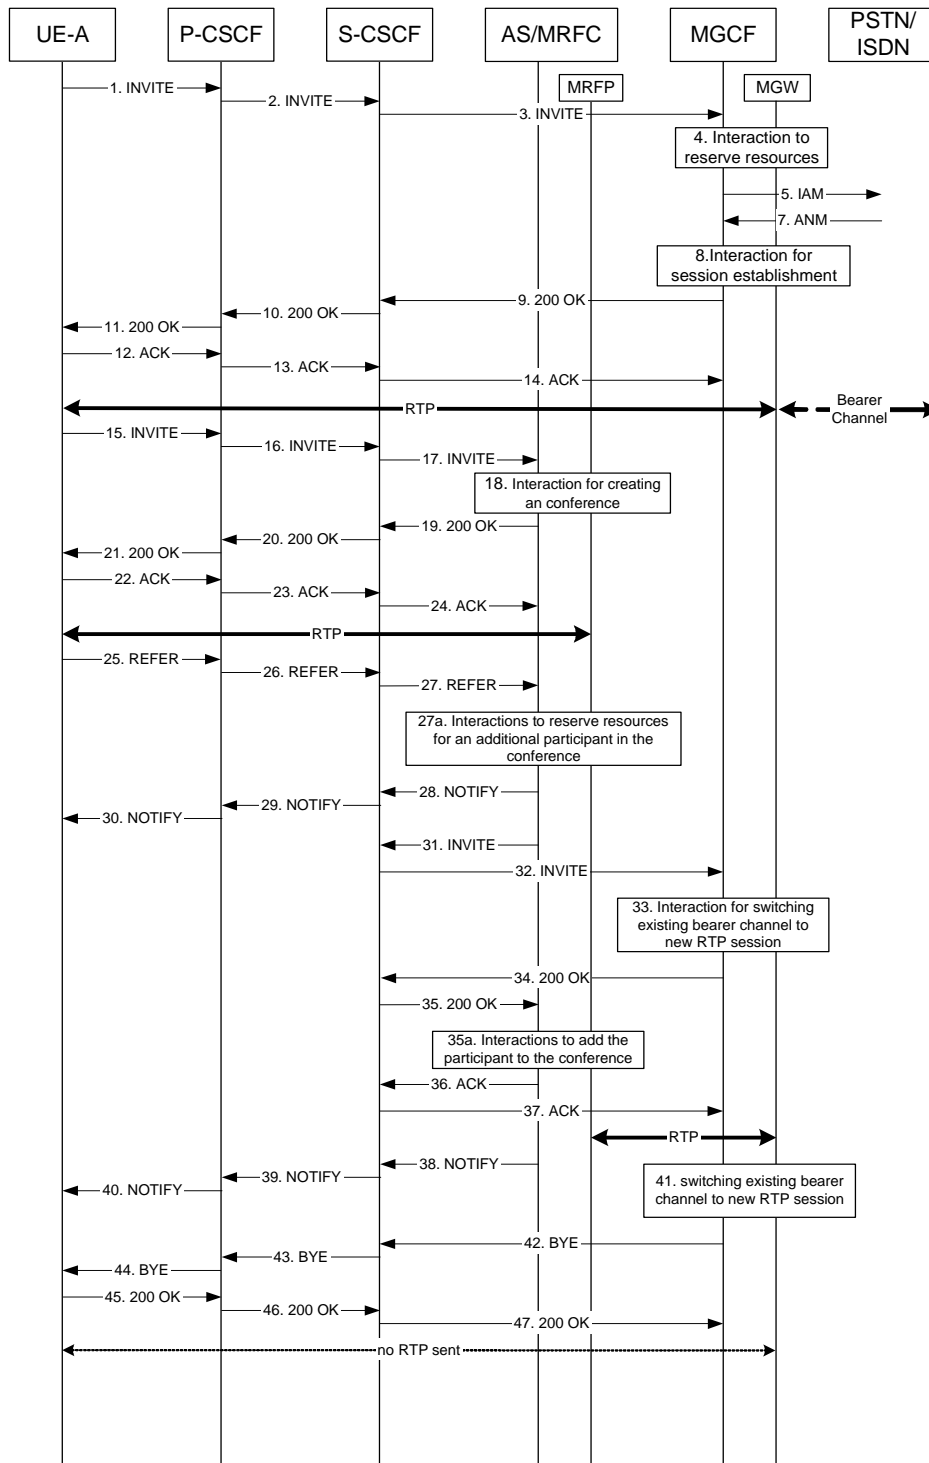 UE-A
P-CSCF
S-CSCF
AS/MRFC
MGCF
PSTN/
ISDN
MRFP
MGW
1. INVITE
2. INVITE
3. INVITE
4. Interaction to
reserve resources
5. IAM
7. ANM
8.Interaction for
session establishment
9. 200 OK
10. 200 OK
11. 200 OK
12. ACK
13. ACK
14. ACK
RTP
Bearer
Channel
15. INVITE
16. INVITE
17. INVITE
18. Interaction for creating
an conference
19. 200 OK
20. 200 OK
21. 200 OK
22. ACK
23. ACK
24. ACK
RTP
25. REFER
26. REFER
27. REFER
27a. Interactions to reserve resources
for an additional participant in the
conference
28. NOTIFY
29. NOTIFY
30. NOTIFY
31. INVITE
32. INVITE
33. Interaction for switching
existing bearer channel to
new RTP session
34. 200 OK
35. 200 OK
35a. Interactions to add the
participant to the conference
36. ACK
37. ACK
RTP
38. NOTIFY
39. NOTIFY
40. NOTIFY
41. switching existing bearer
channel to new RTP session
42. BYE
43. BYE
44. BYE
45. 200 OK
46. 200 OK
47. 200 OK
no RTP sent